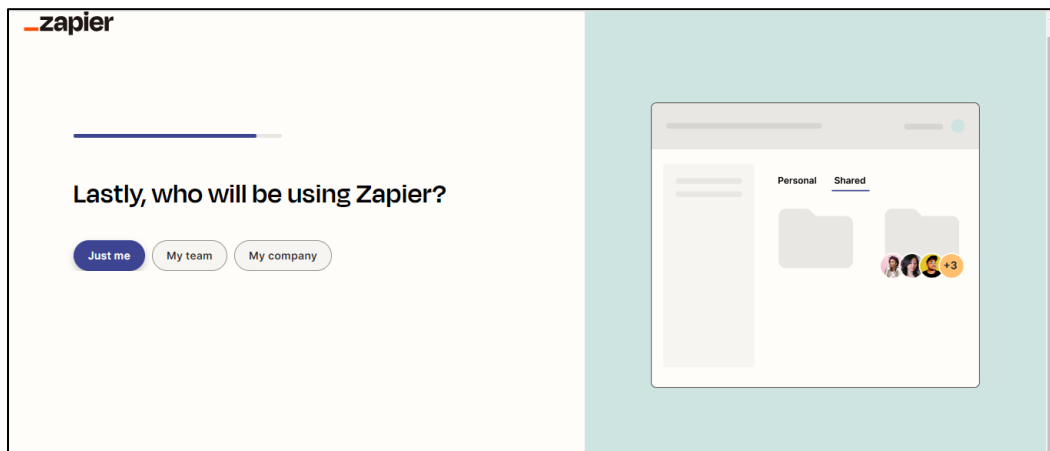 _zapier
Lastly, who will be using Zapier?
Just me
My team
My company
Personal
Shared
+3